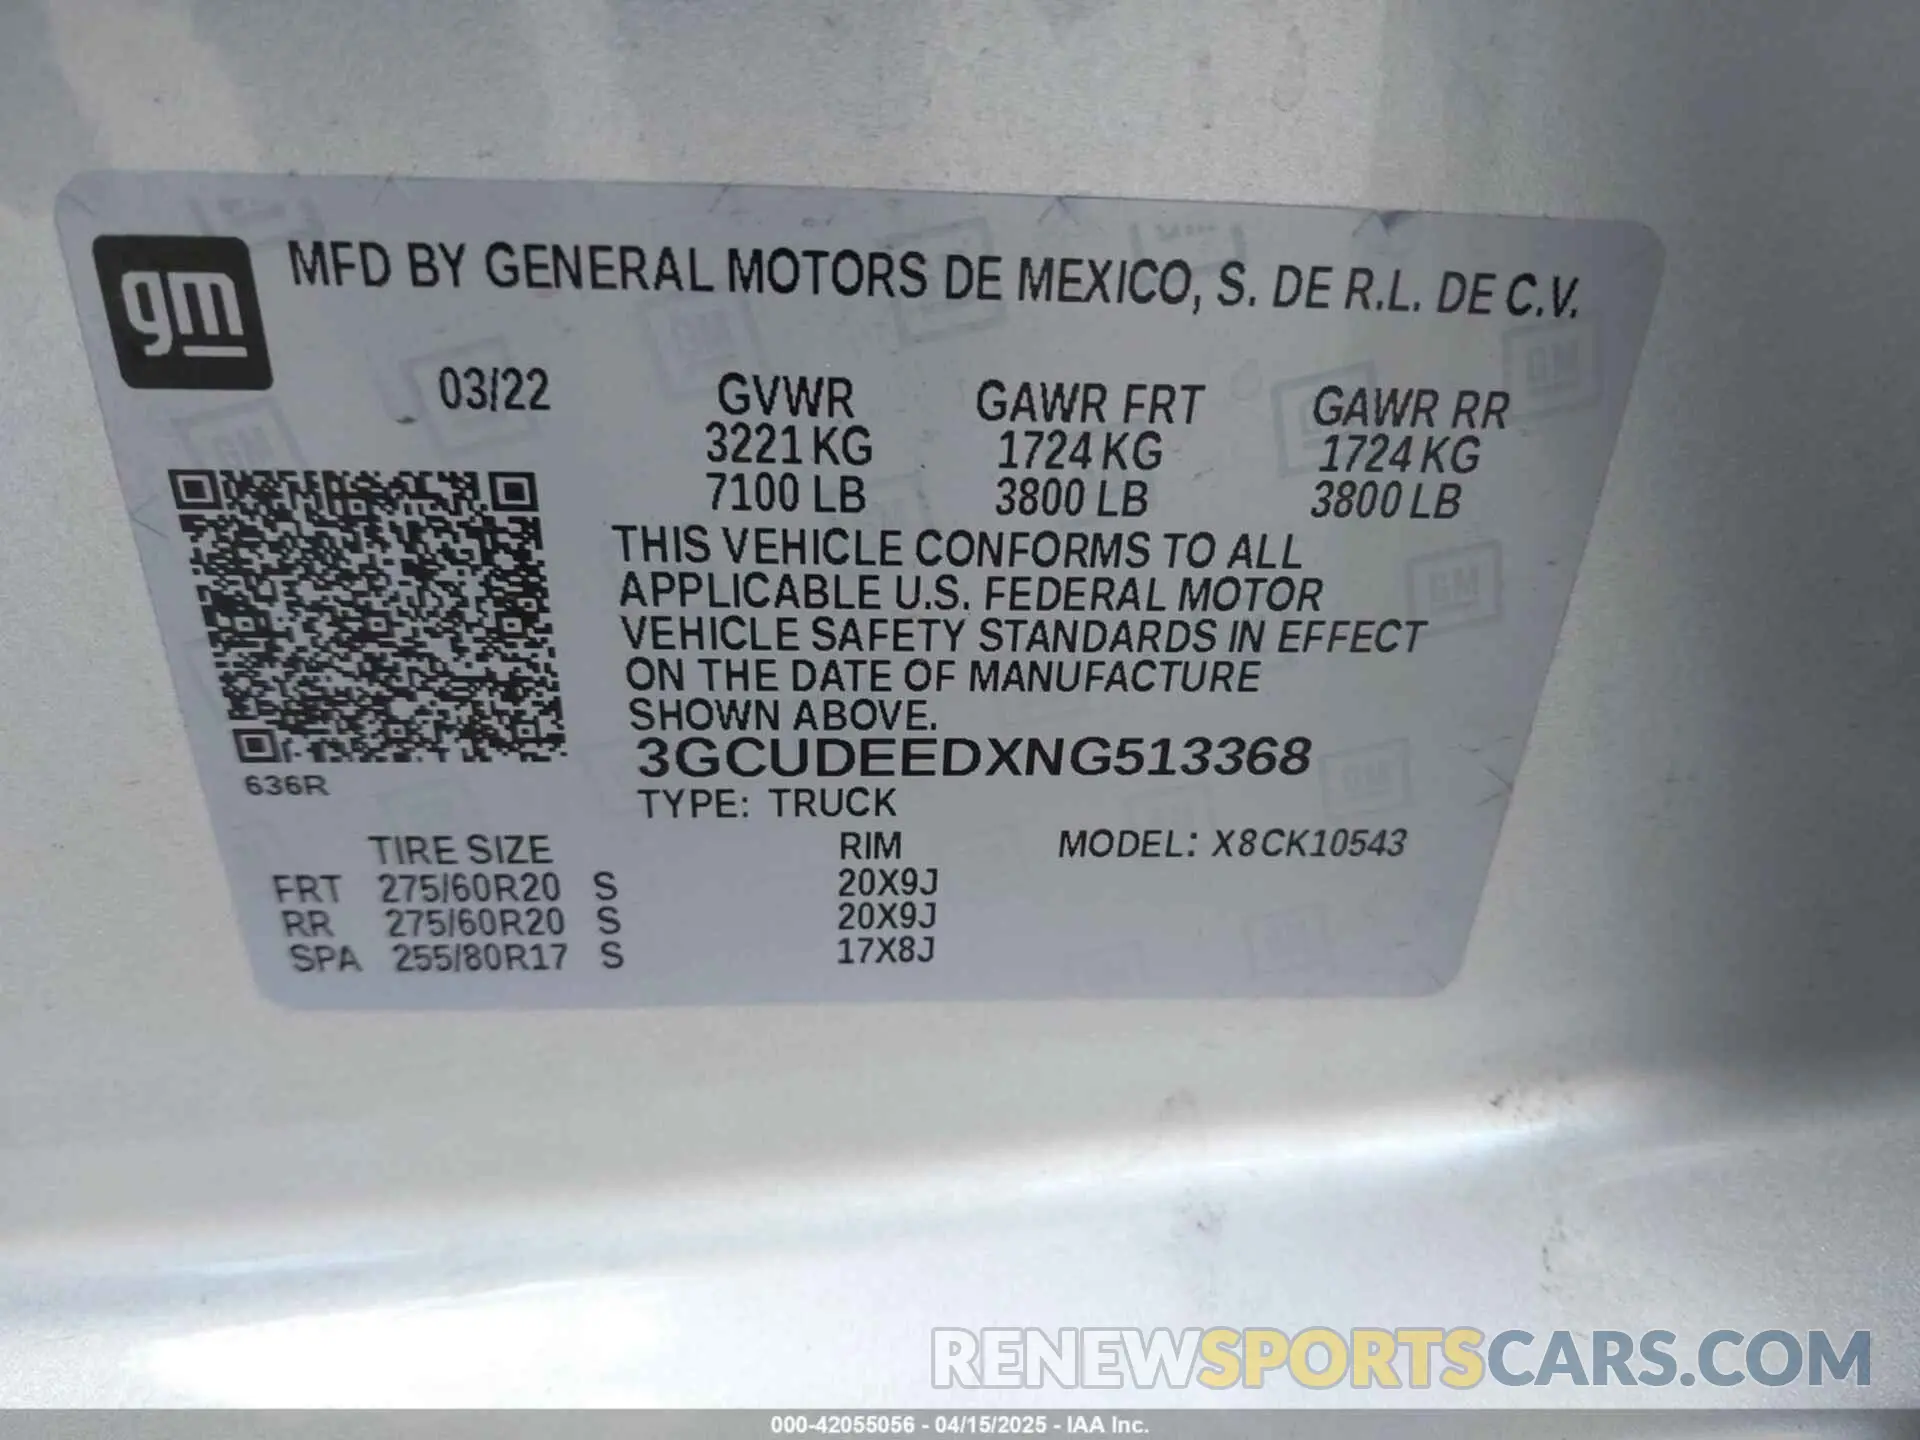 gm
MFD BY GENERAL MOTORS DE MEXICO, S. DE R.L. DE C.V.
03/22 GVWR GAWR FRT GAWR RR
3221 KG 1724 KG 1724 KG
7100 LB 3800 LB 3800 LB
THIS VEHICLE CONFORMS TO ALL
APPLICABLE U.S. FEDERAL MOTOR
VEHICLE SAFETY STANDARDS IN EFFECT
ON THE DATE OF MANUFACTURE
SHOWN ABOVE.
3GCUDEEDXNG513368
636R
TYPE: TRUCK
TIRE SIZE RIM MODEL: X8CK10543
FRT 275/60R20 S 20X9J
RR 275/60R20 S 20X9J
SPA 255/80R17 S 17X8J
RENEWSPORTSCARS.COM
000-42055056 - 04/15/2025 - IAA Inc.